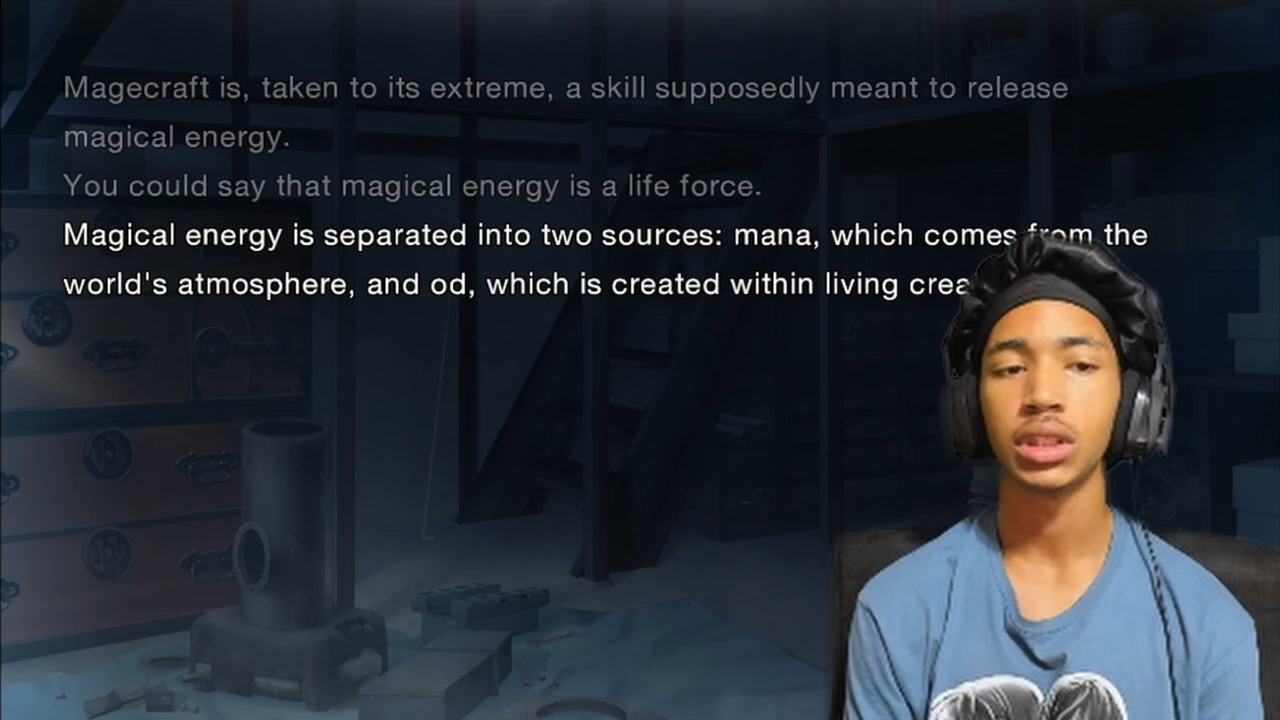 Magecraft is, taken to its extreme, a skill supposedly meant to release
magical energy.
You could say that magical energy is a life force.
Magical energy is separated into two sources: mana, which comes from the
world's atmosphere, and od, which is created within living